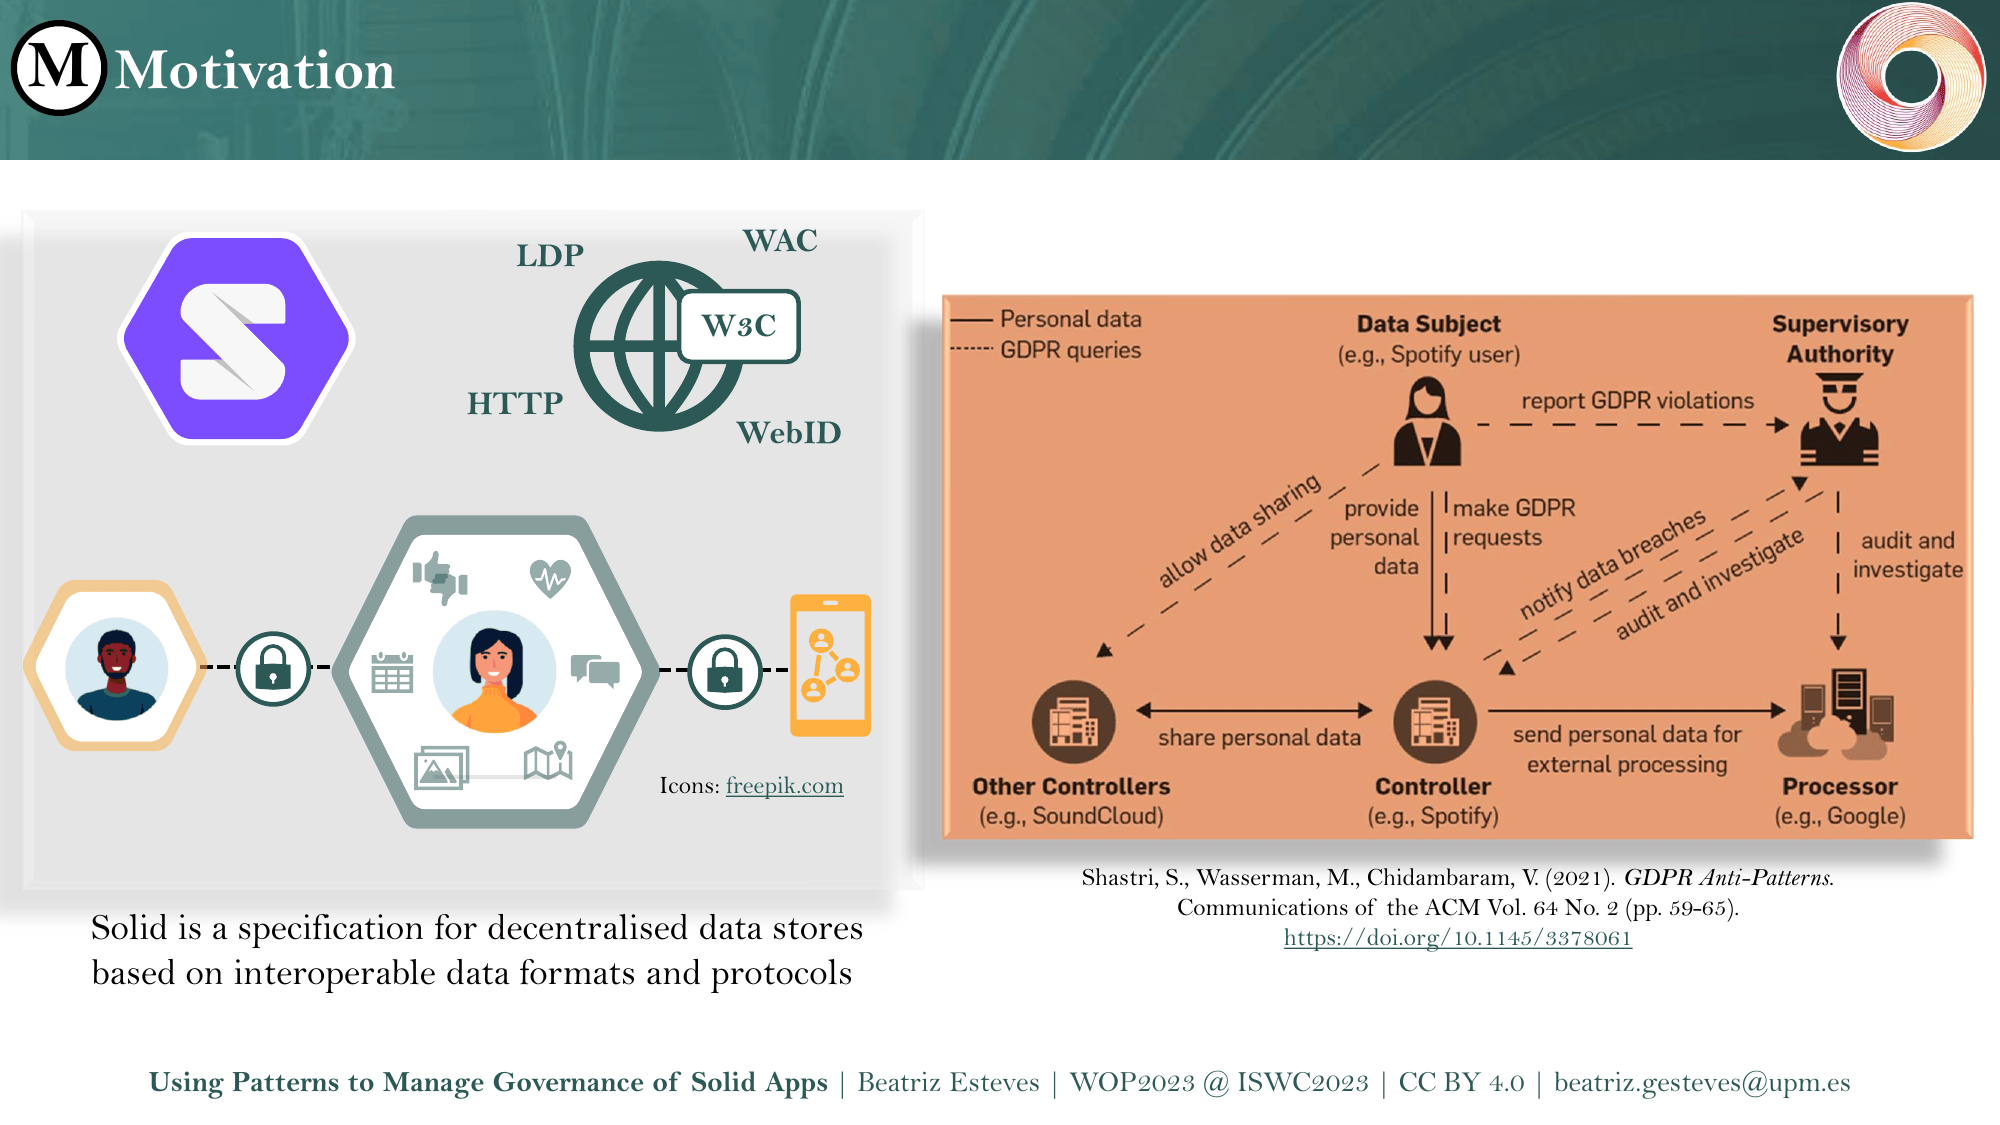 M Motivation
LDP
WAC
W3C
HTTP
WebID
Icons: freepik.com
Solid is a specification for decentralised data stores
based on interoperable data formats and protocols
Personal data
GDPR queries
Data Subject
(e.g., Spotify user)
Supervisory
Authority
report GDPR violations
allow data sharing
provide
personal
data
make GDPR
requests
notify data breaches
audit and investigate
audit and
investigate
share personal data
send personal data for
external processing
Other Controllers
(e.g., SoundCloud)
Controller
(e.g., Spotify)
Processor
(e.g., Google)
Shastri, S., Wasserman, M., Chidambaram, V. (2021). GDPR Anti-Patterns.
Communications of the ACM Vol. 64 No. 2 (pp. 59-65).
https://doi.org/10.1145/3378061
Using Patterns to Manage Governance of Solid Apps | Beatriz Esteves | WOP2023 @ ISWC2023 | CC BY 4.0 | beatriz.gesteves@upm.es